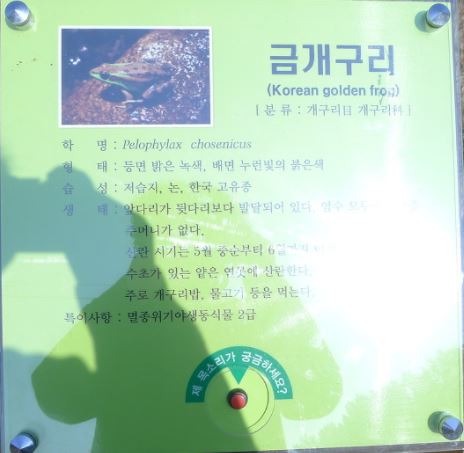 금개구리
(Korean golden frog)
[ 분 류 : 개구리目 개구리科 ]
학 명 : Pelophylax chosenicus
형 태 : 등면 밝은 녹색, 배면 누런빛의 붉은색
습 성 : 저습지, 논, 한국 고유종
생 태 : 앞다리가 뒷다리보다 발달되어 있다. 암수 모두
주머니가 없다.
산란 시기는 5월 중순부터 6월까지
수초가 있는 얕은 연못에 산란한다.
주로 개구리밥, 물고기 등을 먹는다.
특이사항 : 멸종위기야생동식물 2급
제 목소리가 궁금하세요?